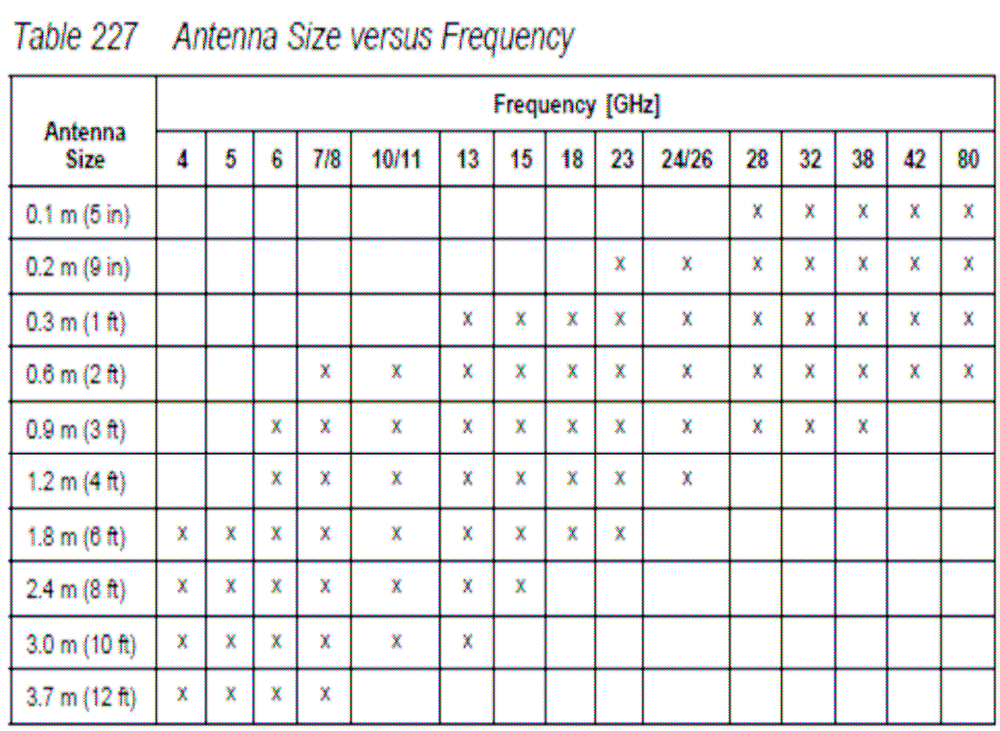 Table 227 Antenna Size versus Frequency
Antenna Size Frequency [GHz]
4 5 6 7/8 10/11 13 15 18 23 24/26 28 32 38 42 80
0.1 m (5 in) x x x x x
0.2 m (9 in) x x x x x x x
0.3 m (1 ft) x x x x x x x x x x
0.6 m (2 ft) x x x x x x x x x x x x
0.9 m (3 ft) x x x x x x x x x x x
1.2 m (4 ft) x x x x x x x x
1.8 m (6 ft) x x x x x x x x x
2.4 m (8 ft) x x x x x x x
3.0 m (10 ft) x x x x x x
3.7 m (12 ft) x x x x